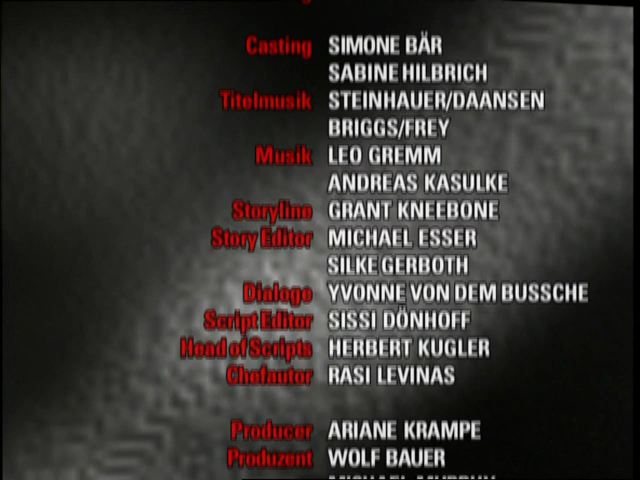 Casting SIMONE BÄR
SABINE HILBRICH
Titelmusik STEINHAUER/DAANSEN
BRIGGS/FREY
Musik LEO GREMM
ANDREAS KASULKE
Storyline GRANT KNEEBONE
Story Editor MICHAEL ESSER
SILKE GERBOTH
Dialoge YVONNE VON DEM BUSSCHE
Script Editor SISSI DÖNHOFF
Head of Scripts HERBERT KUGLER
Chefautor RASI LEVINAS
Producer ARIANE KRAMPE
Produzent WOLF BAUER
MICHAEL